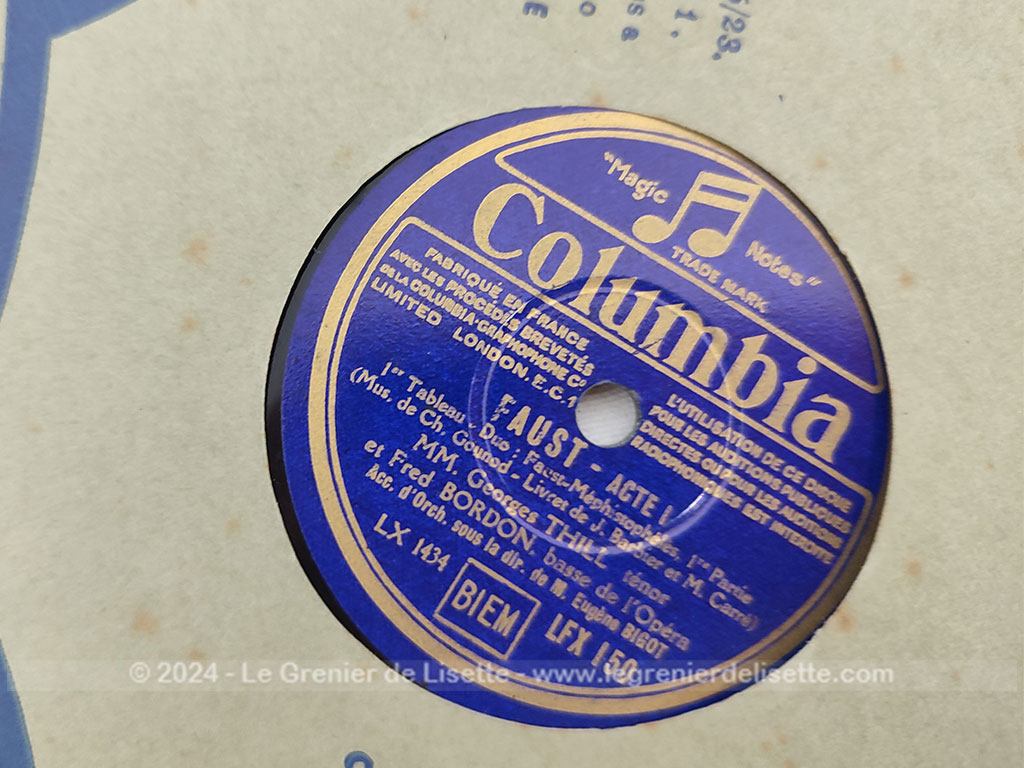 /23.
1,
"Magic Notes"
TRADE MARK
Columbia
FABRIQUÉ EN FRANCE
AVEC LES PROCÉDÉS BREVETÉS
DE LA COLUMBIA-GRAPHOPHONE Cº
LIMITED LONDON, E.C.1
L'UTILISATION DE CE DISQUE
POUR LES AUDITIONS PUBLIQUES
DIRECTES OU POUR LES AUDITIONS
RADIOPHONIQUES EST INTERDITE
FAUST - ACTE I
1er Tableau, Duo: Faust-Méphistophélès, 1re Partie
(Mus. de Ch. Gounod - Livret de J. Barbier et M. Carré)
MM. Georges THILL ténor
et Fred BORDON, basse de l'Opéra
Acc. d'Orch. sous la dir. de M. Eugène BIGOT
LX 1434
BIEM
LFX 150
© 2024 - Le Grenier de Lisette - www.legrenierdelisette.com